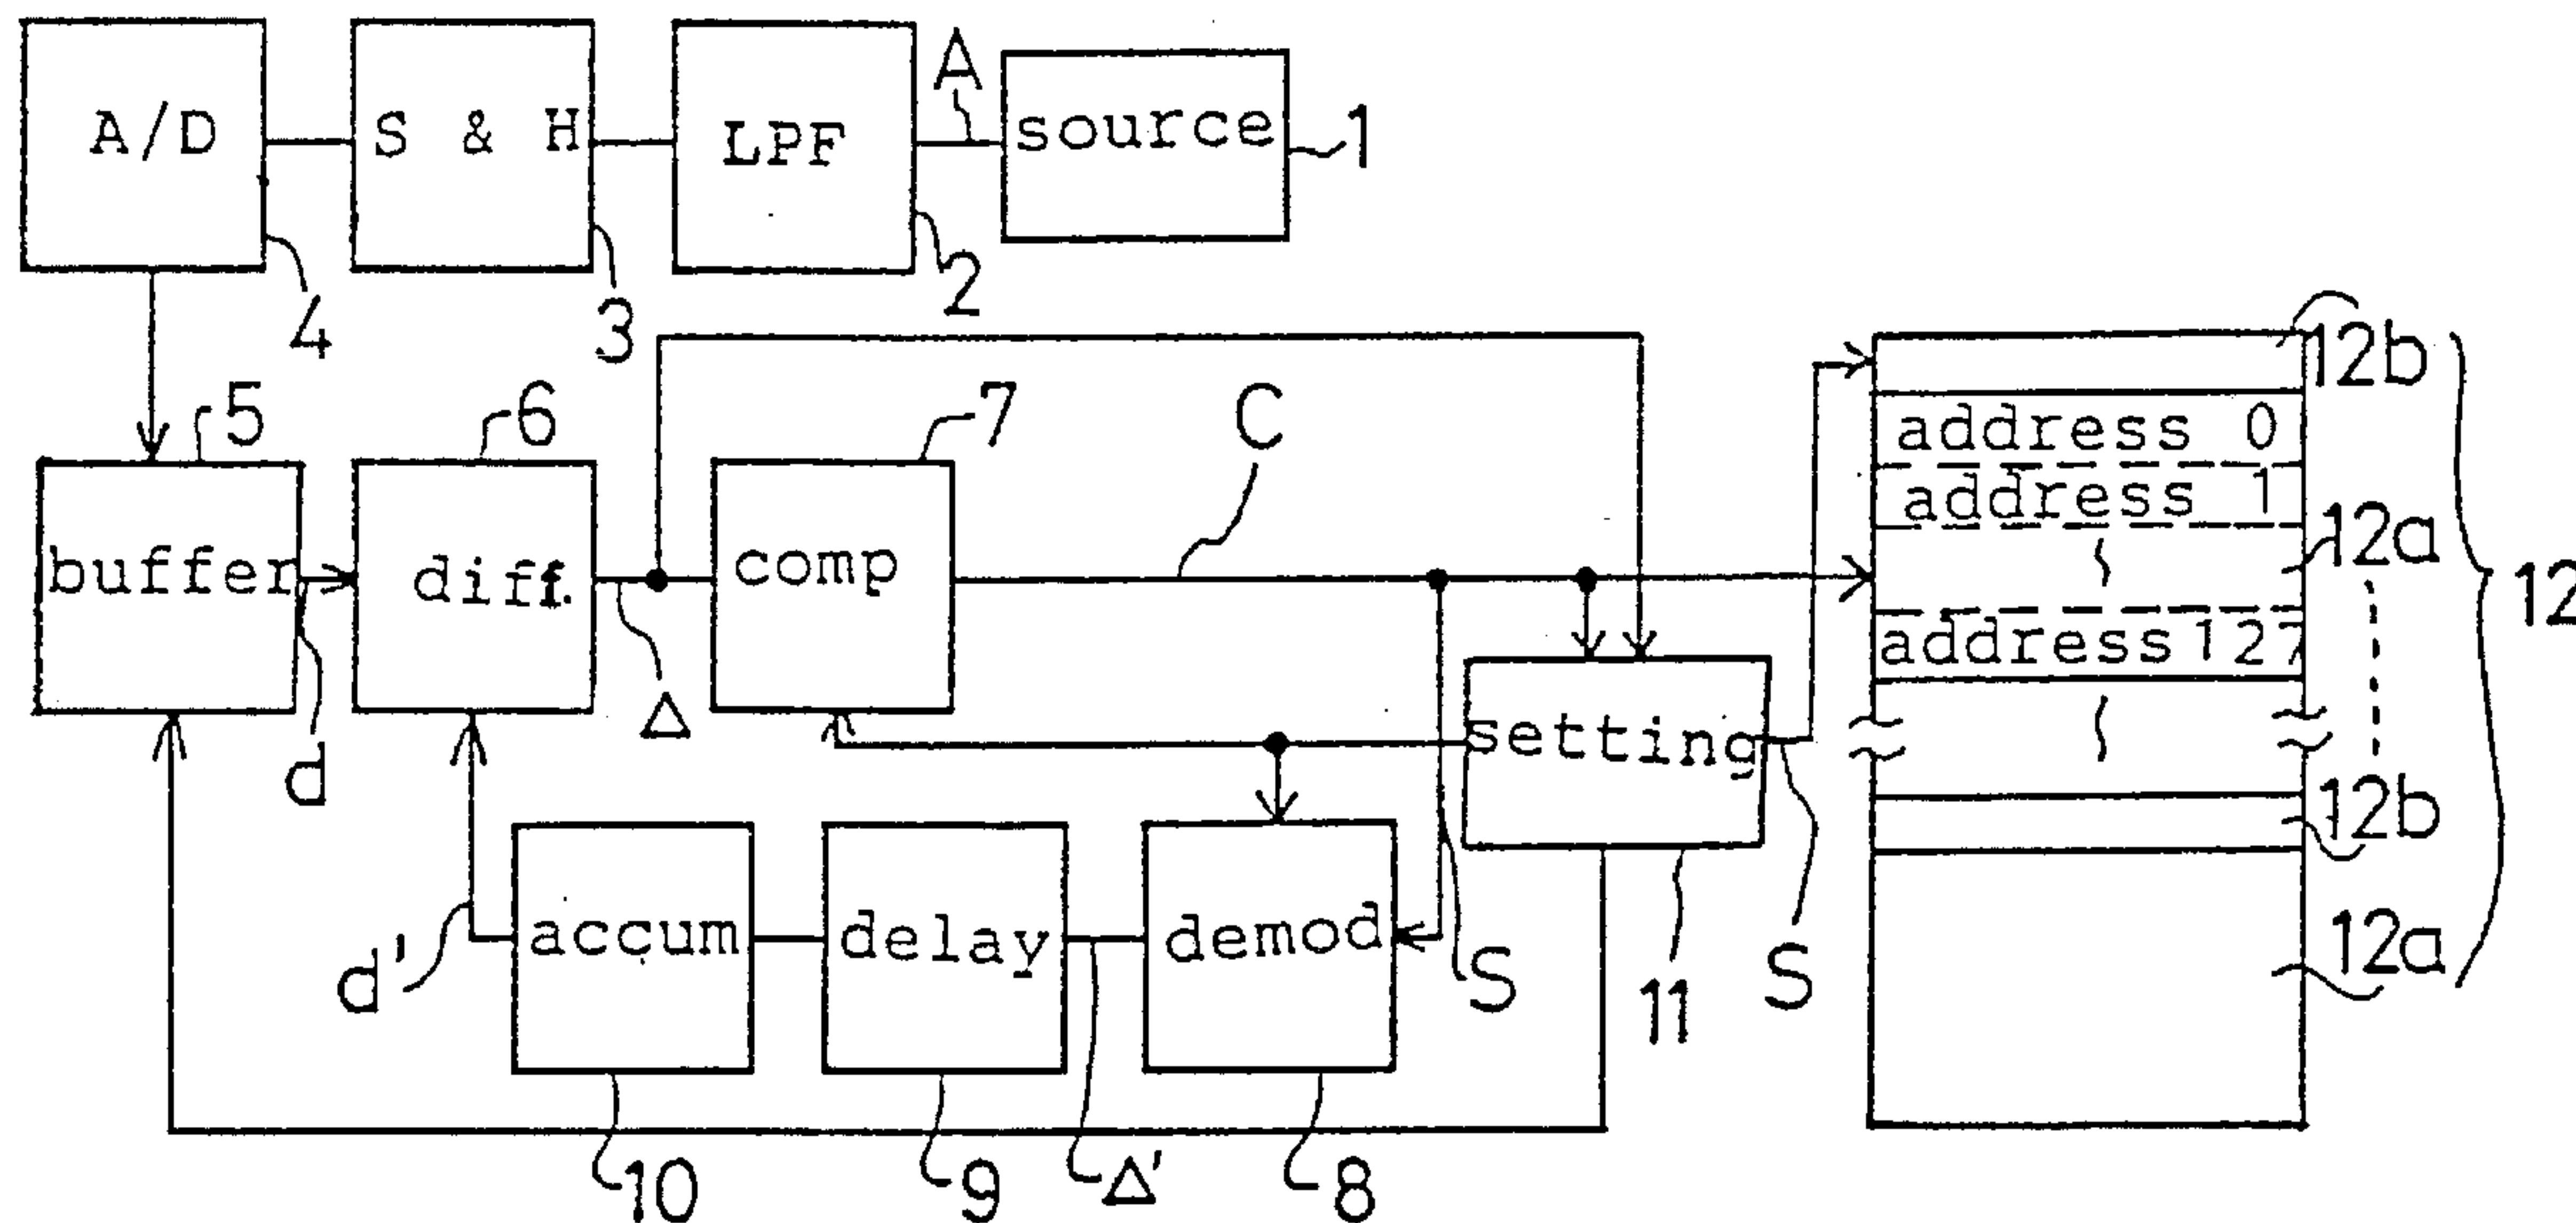 A/D
S & H
LPF
A
source
1
4
3
2
12b
5
6
7
C
address 0
address 1
12a
12
address 127
buffer
diff.
comp
d
Δ
setting
12b
accum
delay
demod
d'
S
11
S
12a
10
9
Δ'
8